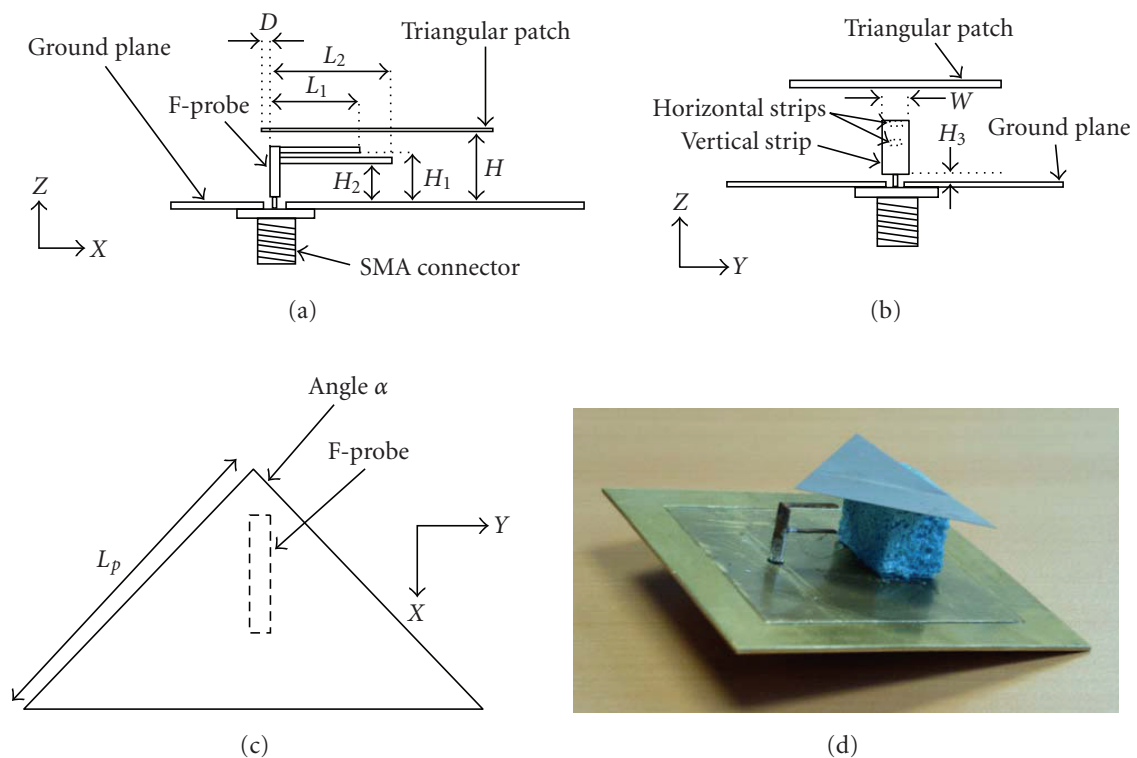 D
Triangular patch
Ground plane
L2
L1
F-probe
H
H2
H1
Z
X
SMA connector
(a)
Triangular patch
Horizontal strips
W
Vertical strip
H3
Ground plane
Z
Y
(b)
Angle α
F-probe
Lp
Y
X
(c)
(d)